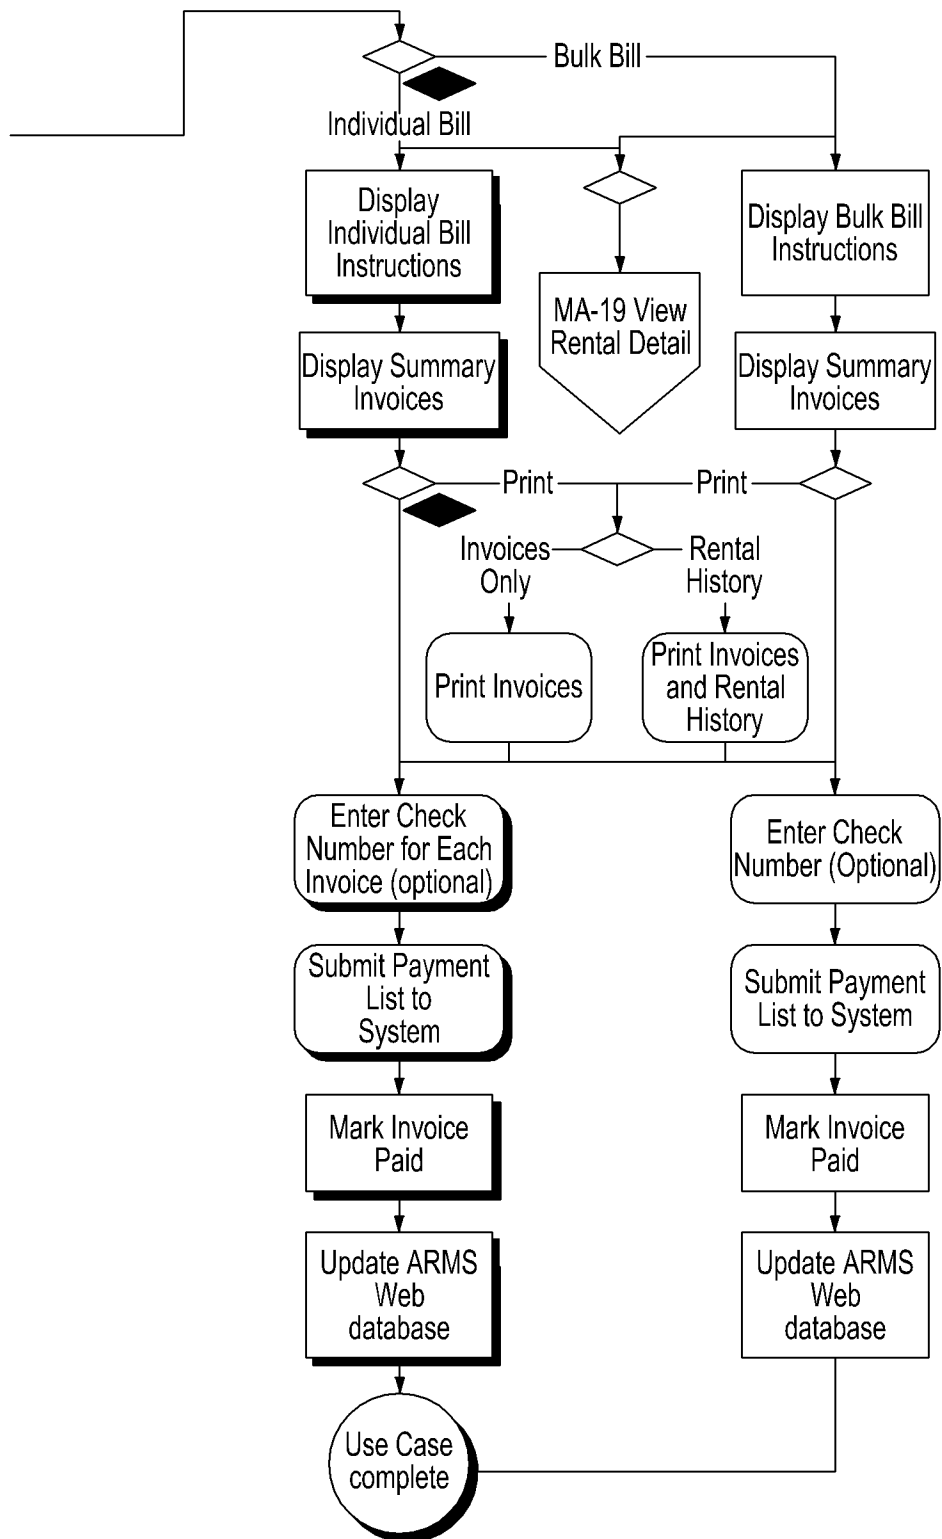 Bulk Bill
Individual Bill
Display
Individual Bill
Instructions
Display Bulk Bill
Instructions
MA-19 View
Rental Detail
Display Summary
Invoices
Display Summary
Invoices
Print
Print
Invoices
Only
Rental
History
Print Invoices
Print Invoices
and Rental
History
Enter Check
Number for Each
Invoice (optional)
Enter Check
Number (Optional)
Submit Payment
List to
System
Submit Payment
List to System
Mark Invoice
Paid
Mark Invoice
Paid
Update ARMS
Web
database
Update ARMS
Web
database
Use Case
complete